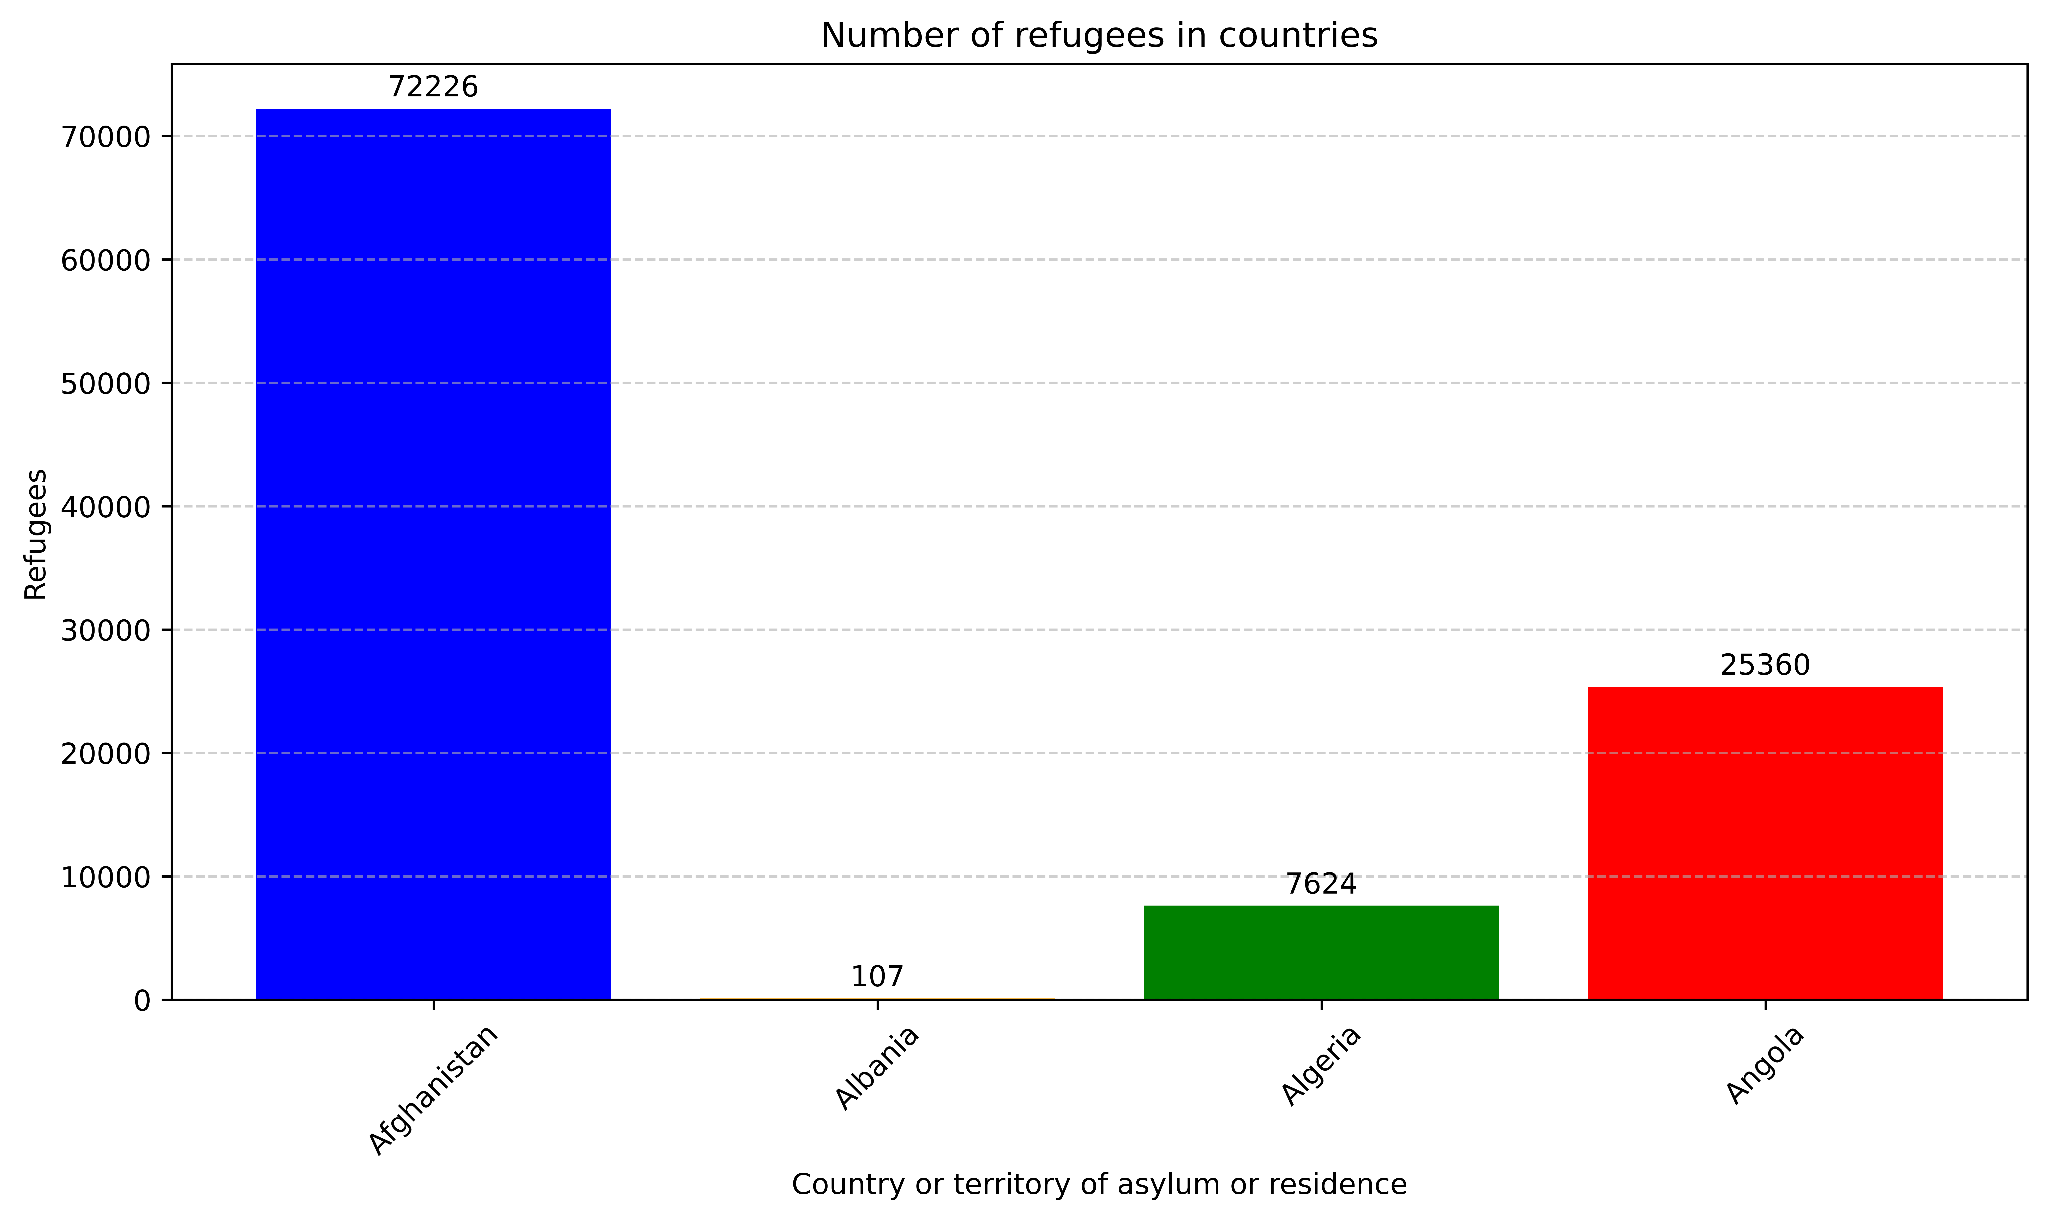 Number of refugees in countries
72226
70000
60000
50000
40000
30000
20000
10000
0
Refugees
107
7624
25360
Afghanistan
Albania
Algeria
Angola
Country or territory of asylum or residence